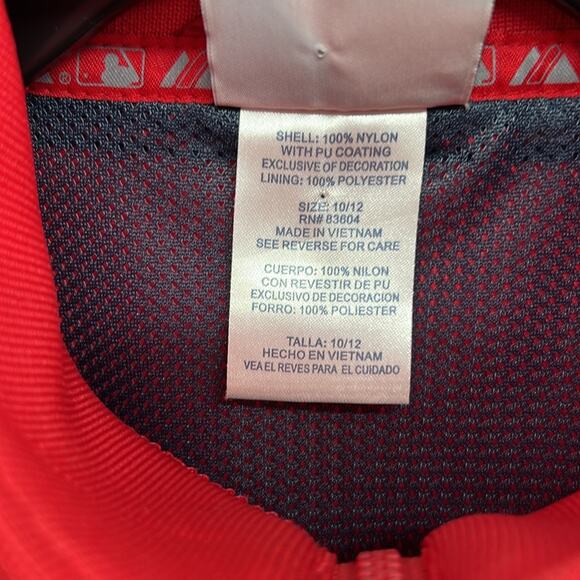 SHELL: 100% NYLON
WITH PU COATING
EXCLUSIVE OF DECORATION
LINING: 100% POLYESTER
SIZE: 10/12
RN# 83604
MADE IN VIETNAM
SEE REVERSE FOR CARE
CUERPO: 100% NILON
CON REVESTIR DE PU
EXCLUSIVO DE DECORACION
FORRO: 100% POLIESTER
TALLA: 10/12
HECHO EN VIETNAM
VEA EL REVES PARA EL CUIDADO